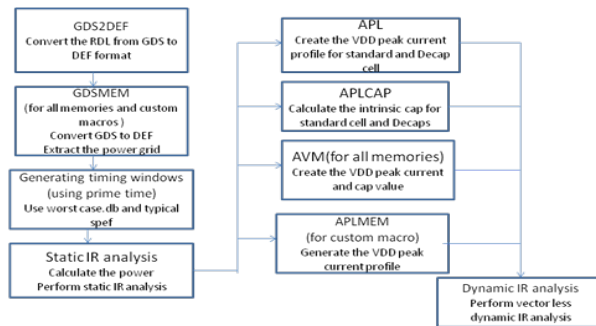 GDS2DEF
Convert the RDL from GDS to
DEF format
GDSMEM
(for all memories and custom
macros )
Convert GDS to DEF
Extract the power grid
Generating timing windows
(using prime time)
Use worst case.db and typical
spef
Static IR analysis
Calculate the power
Perform static IR analysis
APL
Create the VDD peak current
profile for standard and Decap
cell
APLCAP
Calculate the intrinsic cap for
standard cell and Decaps
AVM(for all memories)
Create the VDD peak current
and cap value
APLMEM
(for custom macro)
Generate the VDD peak
current profile
Dynamic IR analysis
Perform vector less
dynamic IR analysis